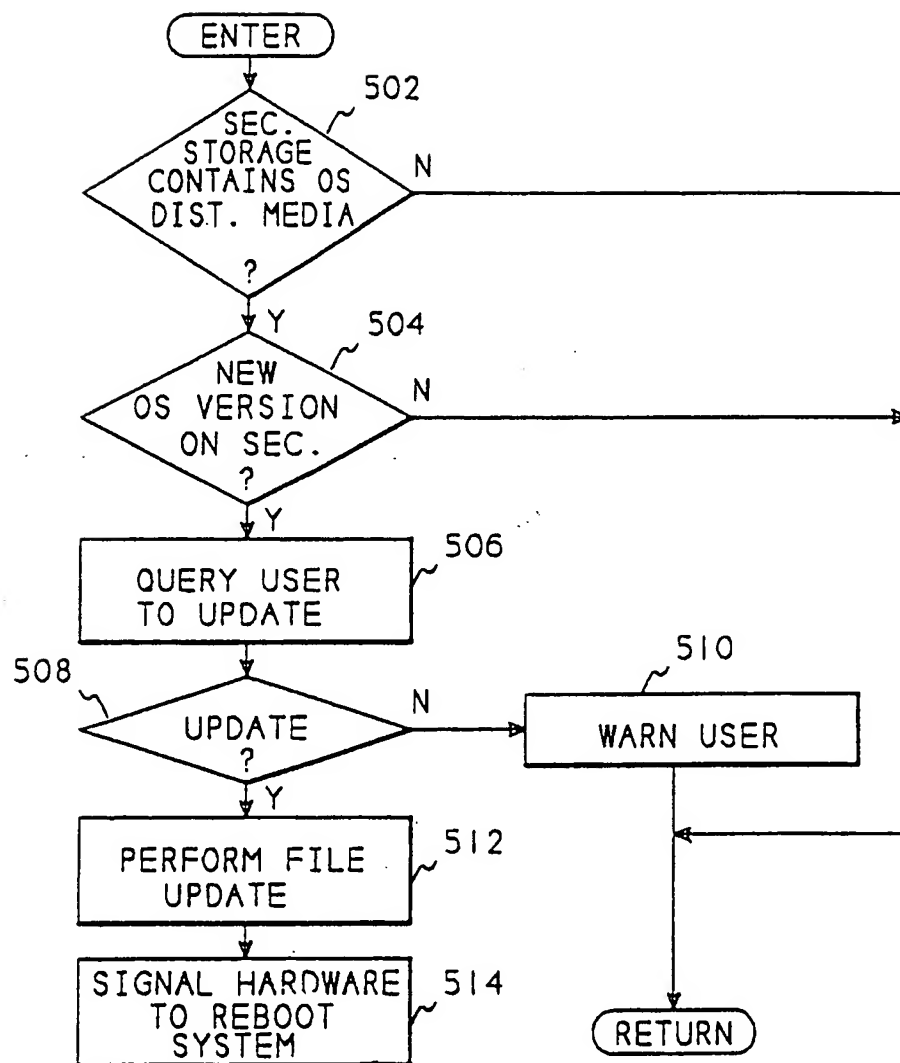 ENTER
502
SEC.
STORAGE
CONTAINS OS
DIST. MEDIA
?
N
Y
504
NEW
OS VERSION
ON SEC.
?
N
Y
506
QUERY USER
TO UPDATE
508
UPDATE
?
N
510
WARN USER
Y
512
PERFORM FILE
UPDATE
514
SIGNAL HARDWARE
TO REBOOT
SYSTEM
RETURN